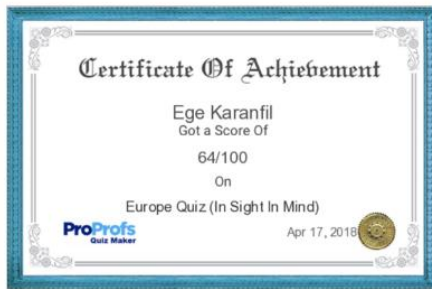 Certificate Of Achievement
Ege Karanfil
Got a Score Of
64/100
On
Europe Quiz (In Sight In Mind)
ProProfs
Quiz Maker
Apr 17, 2018